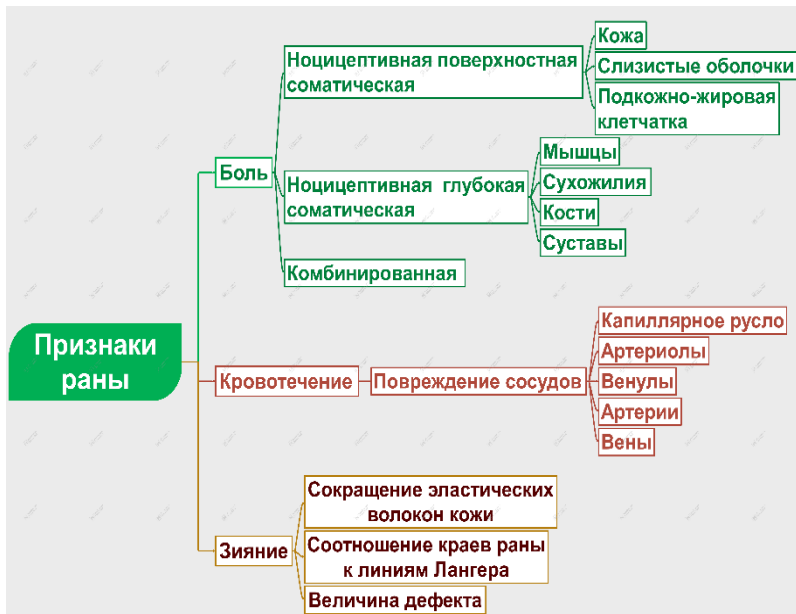 Признаки
раны
Боль
Ноцицептивная поверхностная
соматическая
Кожа
Слизистые оболочки
Подкожно-жировая
клетчатка
Ноцицептивная глубокая
соматическая
Мышцы
Сухожилия
Кости
Суставы
Комбинированная
Кровотечение
Повреждение сосудов
Капиллярное русло
Артериолы
Венулы
Артерии
Вены
Зияние
Сокращение эластических
волокон кожи
Соотношение краев раны
к линиям Лангера
Величина дефекта